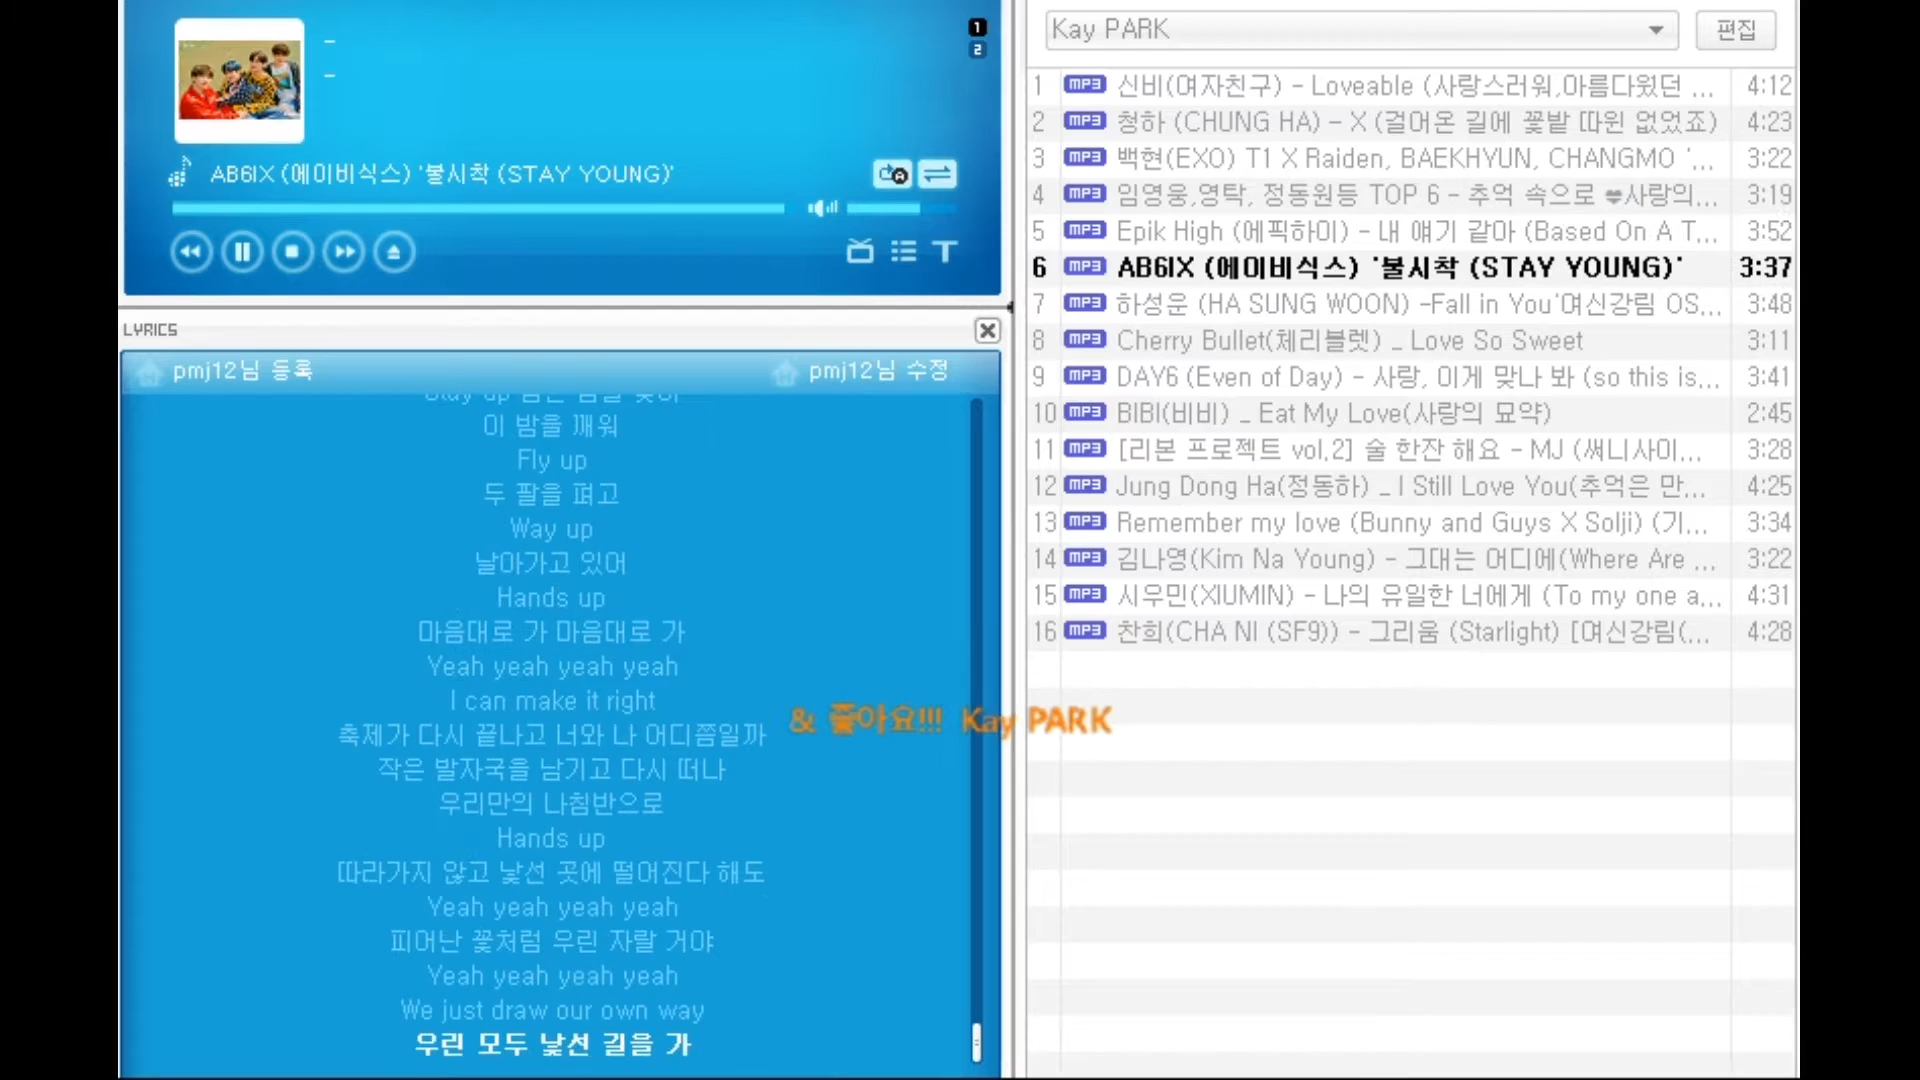 1
2
–
–
AB6IX (에이비식스) '불시착 (STAY YOUNG)'
LYRICS
pmj12님 등록
pmj12님 수정
이 밤을 깨워
Fly up
두 팔을 펴고
Way up
날아가고 있어
Hands up
마음대로 가 마음대로 가
Yeah yeah yeah yeah
I can make it right
축제가 다시 끝나고 너와 나 어디쯤일까
작은 발자국을 남기고 다시 떠나
우리만의 나침반으로
Hands up
따라가지 않고 낯선 곳에 떨어진다 해도
Yeah yeah yeah yeah
피어난 꽃처럼 우린 자랄 거야
Yeah yeah yeah yeah
We just draw our own way
우린 모두 낯선 길을 가
& 좋아요!!! Kay PARK
Kay PARK
편집
1 MP3 신비(여자친구) – Loveable (사랑스러워,아름다웠던 ... 4:12
2 MP3 청하 (CHUNG HA) – X (걸어온 길에 꽃밭 따윈 없었죠) 4:23
3 MP3 백현(EXO) T1 X Raiden, BAEKHYUN, CHANGMO '... 3:22
4 MP3 임영웅,영탁, 정동원등 TOP 6 – 추억 속으로 ❤사랑의... 3:19
5 MP3 Epik High (에픽하이) – 내 얘기 같아 (Based On A T... 3:52
6 MP3 AB6IX (에이비식스) '불시착 (STAY YOUNG)' 3:37
7 MP3 하성운 (HA SUNG WOON) –Fall in You'여신강림 OS... 3:48
8 MP3 Cherry Bullet(체리블렛) _ Love So Sweet 3:11
9 MP3 DAY6 (Even of Day) – 사랑, 이게 맞나 봐 (so this is... 3:41
10 MP3 BIBI(비비) _ Eat My Love(사랑의 묘약) 2:45
11 MP3 [리본 프로젝트 vol.2] 술 한잔 해요 – MJ (써니사이... 3:28
12 MP3 Jung Dong Ha(정동하) _ I Still Love You(추억은 만... 4:25
13 MP3 Remember my love (Bunny and Guys X Solji) (기... 3:34
14 MP3 김나영(Kim Na Young) – 그대는 어디에(Where Are ... 3:22
15 MP3 시우민(XIUMIN) – 나의 유일한 너에게 (To my one a... 4:31
16 MP3 찬희(CHA NI (SF9)) – 그리움 (Starlight) [여신강림(... 4:28